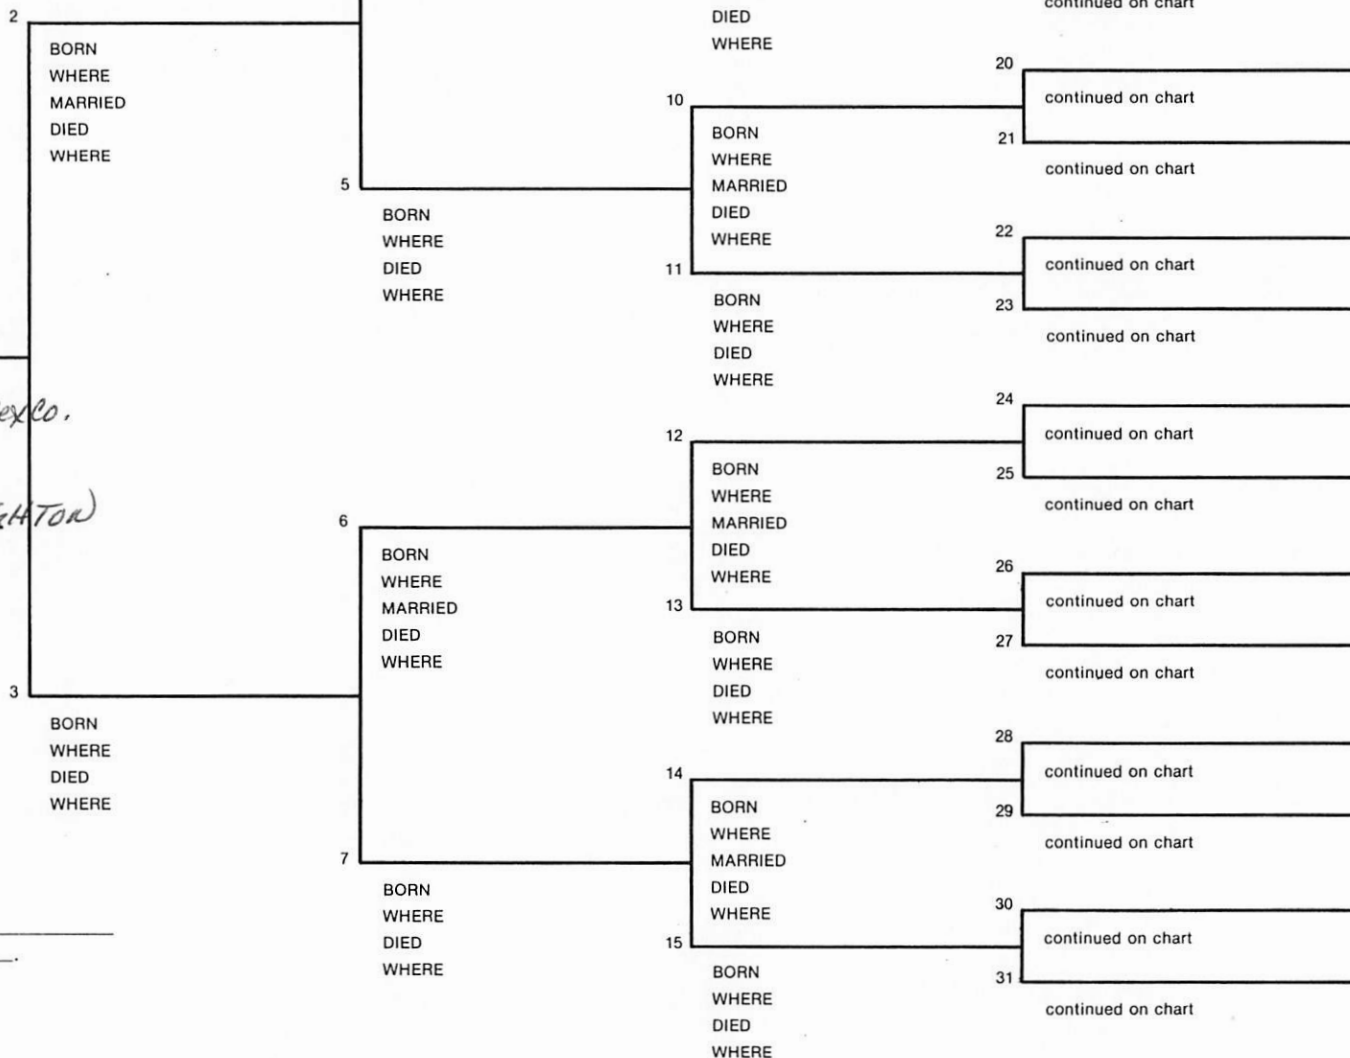 2
BORN
WHERE
MARRIED
DIED
WHERE
5
BORN
WHERE
DIED
WHERE
6
BORN
WHERE
MARRIED
DIED
WHERE
3
BORN
WHERE
DIED
WHERE
7
BORN
WHERE
DIED
WHERE
DIED
WHERE
10
BORN
WHERE
MARRIED
DIED
WHERE
11
BORN
WHERE
DIED
WHERE
12
BORN
WHERE
MARRIED
DIED
WHERE
13
BORN
WHERE
DIED
WHERE
14
BORN
WHERE
MARRIED
DIED
WHERE
15
BORN
WHERE
DIED
WHERE
continued on chart
20
continued on chart
21
continued on chart
22
continued on chart
23
continued on chart
24
continued on chart
25
continued on chart
26
continued on chart
27
continued on chart
28
continued on chart
29
continued on chart
30
continued on chart
31
continued on chart